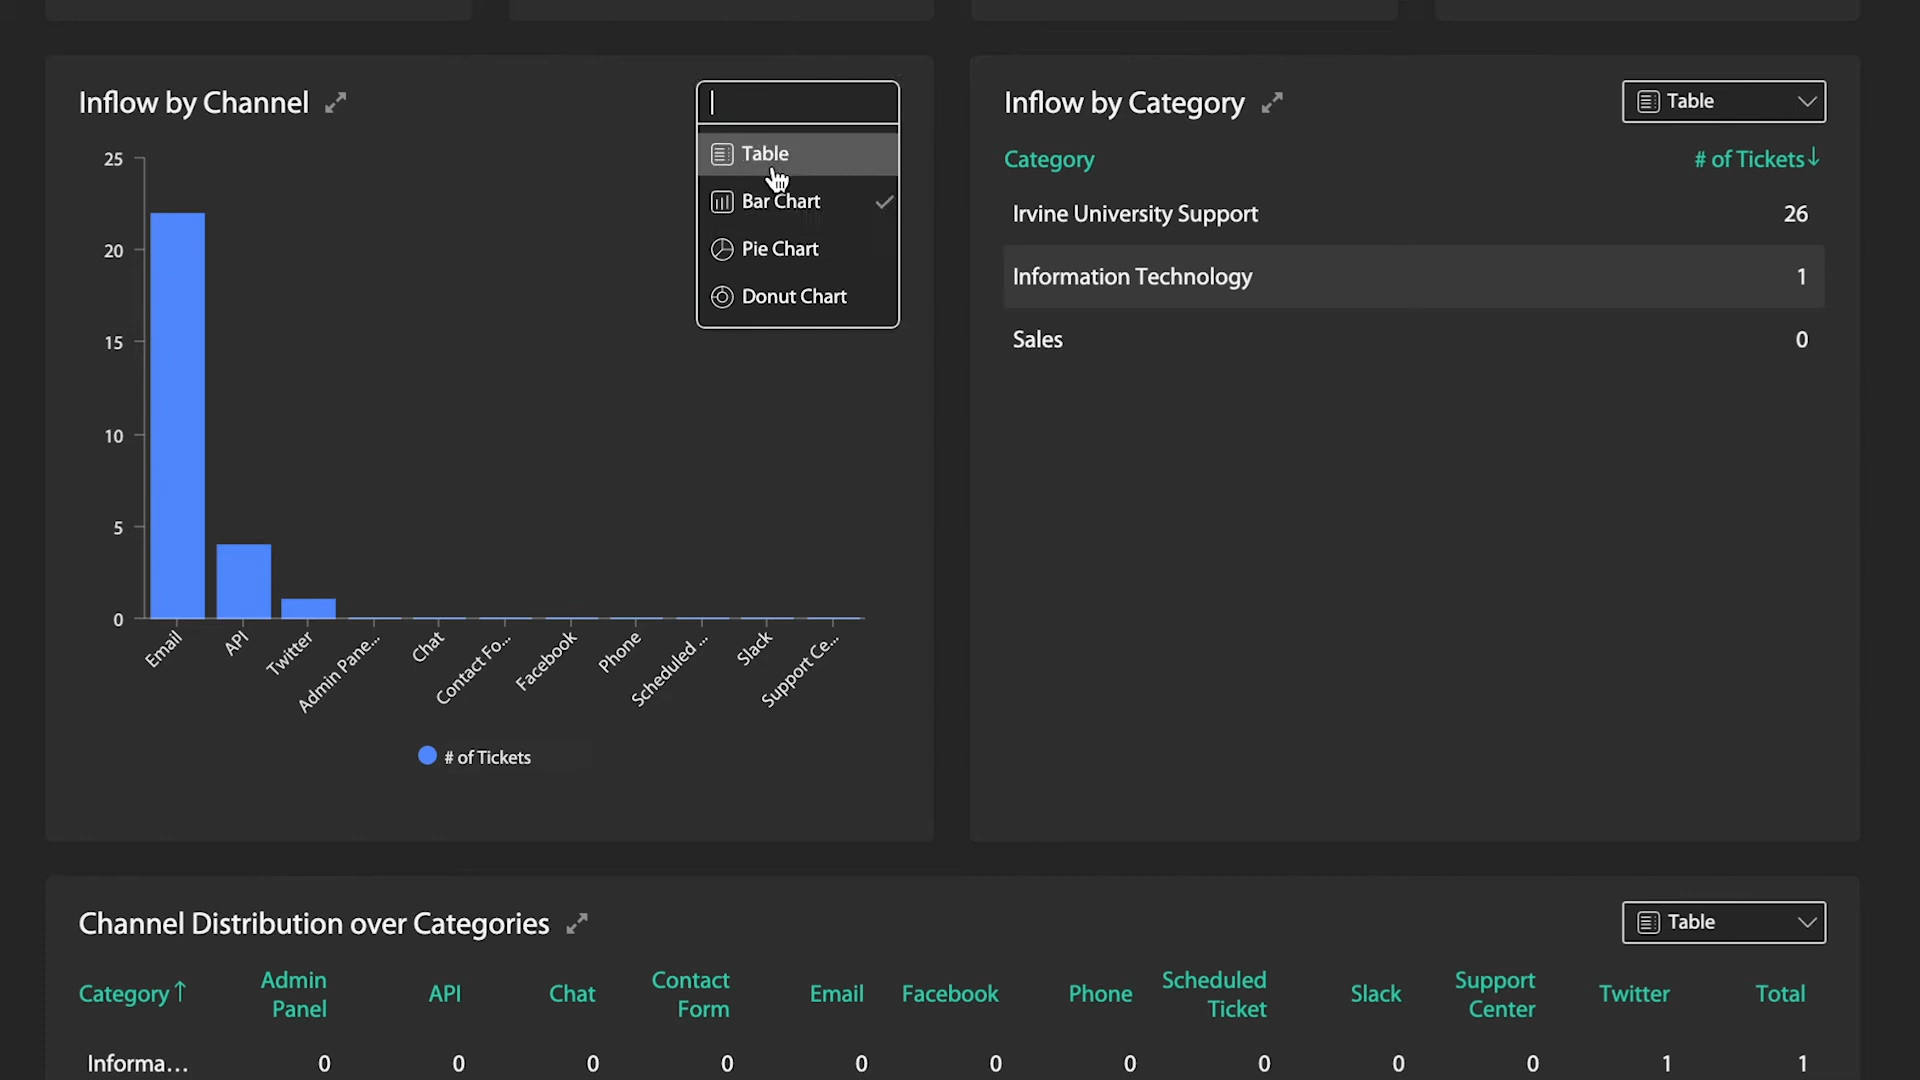 Inflow by Channel
Table
Bar Chart
Pie Chart
Donut Chart
25
20
15
10
5
0
Email
API
Twitter
Admin Pane...
Chat
Contact Fo...
Facebook
Phone
Scheduled ...
Slack
Support Ce...
# of Tickets
Inflow by Category
Table
Category # of Tickets↓
Irvine University Support 26
Information Technology 1
Sales 0
Channel Distribution over Categories
Table
Category↑ Admin Panel API Chat Contact Form Email Facebook Phone Scheduled Ticket Slack Support Center Twitter Total
Informa... 0 0 0 0 0 0 0 0 0 0 1 1